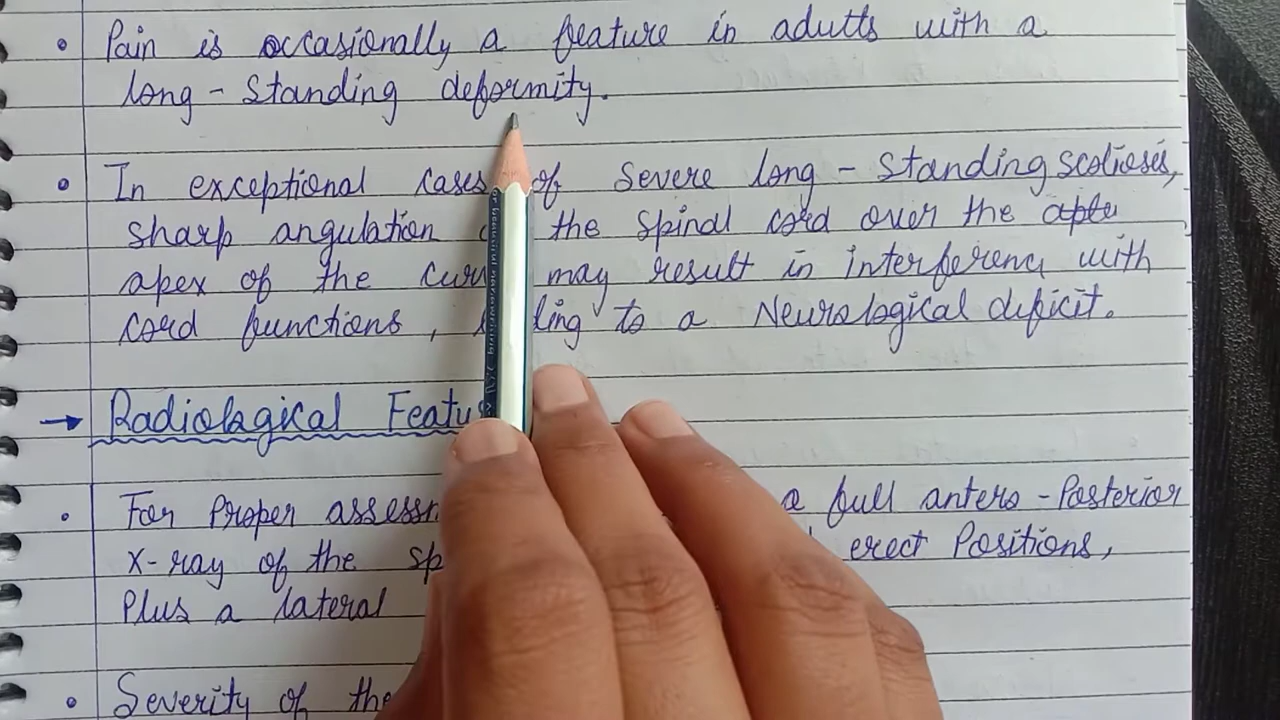 • Pain is occasionally a feature in adults with a
long - standing deformity.
• In exceptional cases of severe long - standing scoliosis,
sharp angulation the spinal cord over the
apex of the may result in interference with
cord functions, to a Neurological deficit.
→ Radiological
• For Proper a full antero - Posterior
x-ray of the erect Positions,
Plus a lateral
• Severity of the